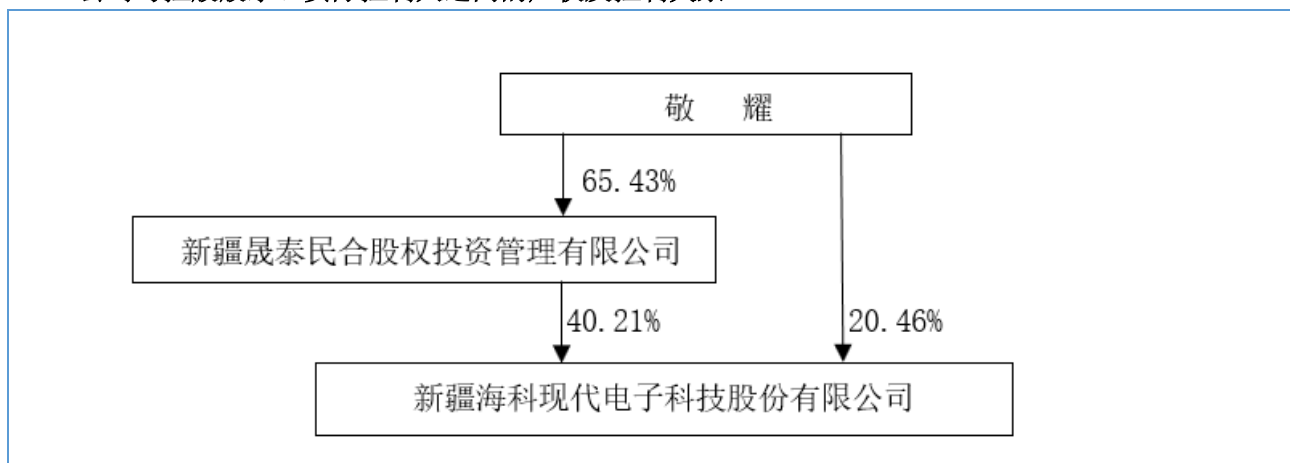 敬 耀
65.43%
新疆晟泰民合股权投资管理有限公司
40.21%
20.46%
新疆海科现代电子科技股份有限公司